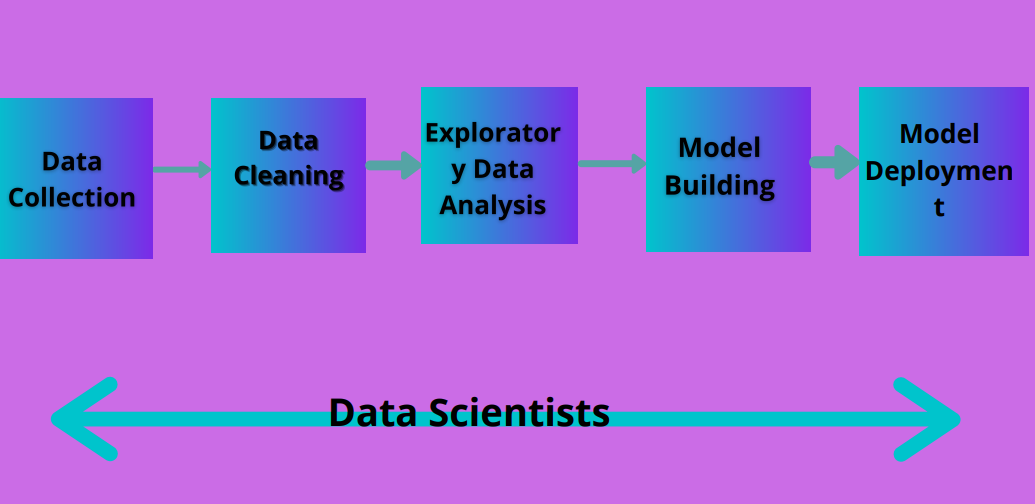 Data
Collection
Data
Cleaning
Explorator
y Data
Analysis
Model
Building
Model
Deploymen
t
Data Scientists